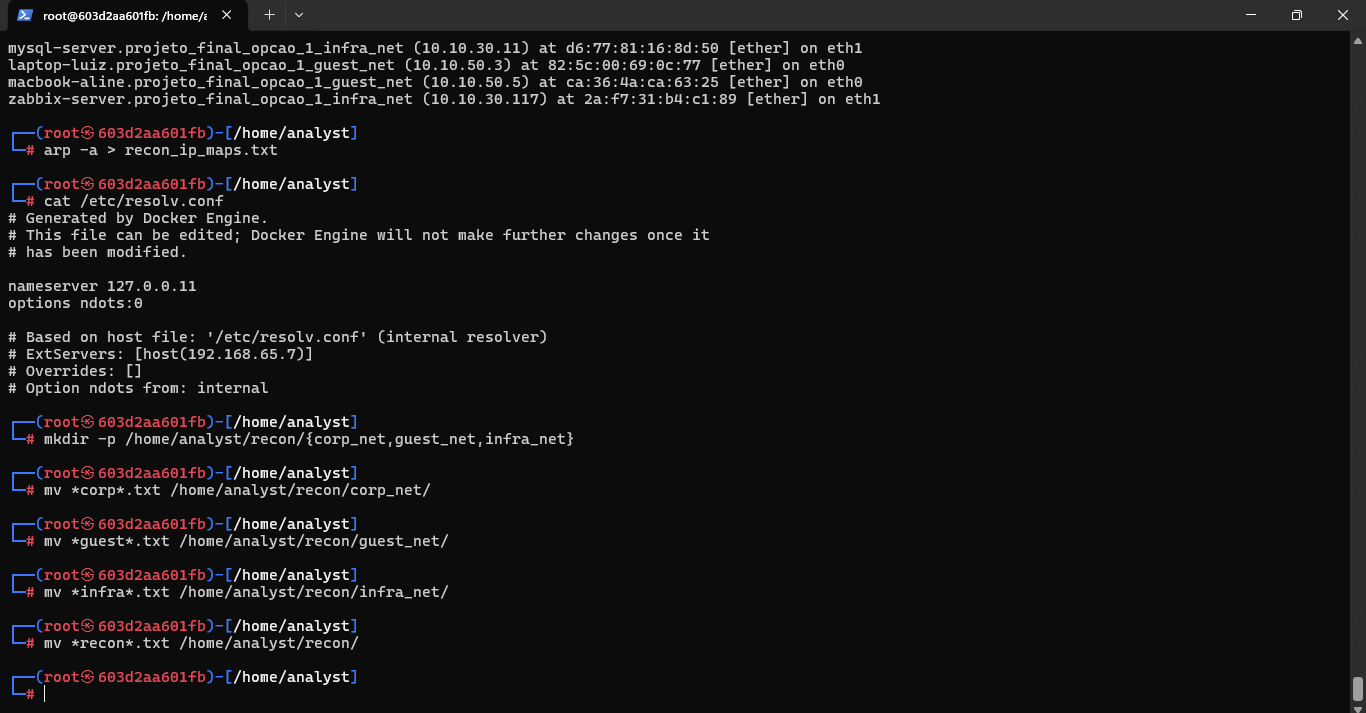 root@603d2aa601fb: /home/a
mysql-server.projeto_final_opcao_1_infra_net (10.10.30.11) at d6:77:81:16:8d:50 [ether] on eth1
laptop-luiz.projeto_final_opcao_1_guest_net (10.10.50.3) at 82:5c:00:69:0c:77 [ether] on eth0
macbook-aline.projeto_final_opcao_1_guest_net (10.10.50.5) at ca:36:4a:ca:63:25 [ether] on eth0
zabbix-server.projeto_final_opcao_1_infra_net (10.10.30.117) at 2a:f7:31:b4:c1:89 [ether] on eth1
┌──(root㉿603d2aa601fb)-[/home/analyst]
└─# arp -a > recon_ip_maps.txt
┌──(root㉿603d2aa601fb)-[/home/analyst]
└─# cat /etc/resolv.conf
# Generated by Docker Engine.
# This file can be edited; Docker Engine will not make further changes once it
# has been modified.
nameserver 127.0.0.11
options ndots:0
# Based on host file: '/etc/resolv.conf' (internal resolver)
# ExtServers: [host(192.168.65.7)]
# Overrides: []
# Option ndots from: internal
┌──(root㉿603d2aa601fb)-[/home/analyst]
└─# mkdir -p /home/analyst/recon/{corp_net,guest_net,infra_net}
┌──(root㉿603d2aa601fb)-[/home/analyst]
└─# mv *corp*.txt /home/analyst/recon/corp_net/
┌──(root㉿603d2aa601fb)-[/home/analyst]
└─# mv *guest*.txt /home/analyst/recon/guest_net/
┌──(root㉿603d2aa601fb)-[/home/analyst]
└─# mv *infra*.txt /home/analyst/recon/infra_net/
┌──(root㉿603d2aa601fb)-[/home/analyst]
└─# mv *recon*.txt /home/analyst/recon/
┌──(root㉿603d2aa601fb)-[/home/analyst]
└─#